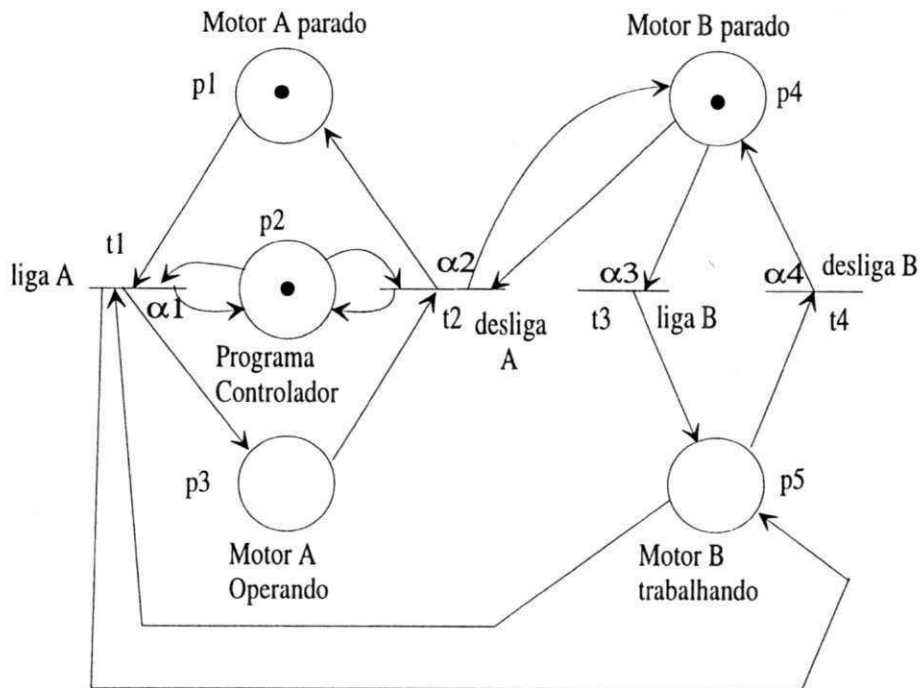 Motor A parado
Motor B parado
p1
p4
p2
t1
α2
liga A
α1
α3
α4
desliga B
t2
desliga
A
t3
liga B
t4
Programa
Controlador
p3
p5
Motor A
Operando
Motor B
trabalhando